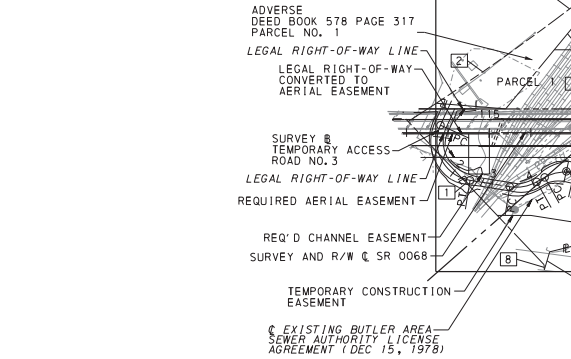 ADVERSE
DEED BOOK 578 PAGE 317
PARCEL NO. 1
LEGAL RIGHT-OF-WAY LINE
2
LEGAL RIGHT-OF-WAY
CONVERTED TO
AERIAL EASEMENT
PARCEL 1
115
SURVEY B
TEMPORARY ACCESS
ROAD NO.3
LEGAL RIGHT-OF-WAY LINE
1
REQUIRED AERIAL EASEMENT
PT
PC
PT
REQ'D CHANNEL EASEMENT
SURVEY AND R/W ℄ SR 0068
8
TEMPORARY CONSTRUCTION
EASEMENT
℄ EXISTING BUTLER AREA
SEWER AUTHORITY LICENSE
AGREEMENT (DEC 15, 1978)